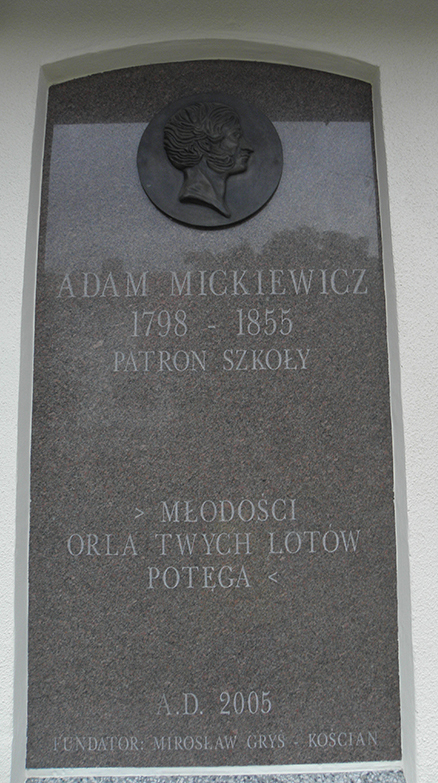 ADAM MICKIEWICZ
1798 - 1855
PATRON SZKOŁY
> MŁODOŚCI
ORLA TWYCH LOTÓW
POTĘGA <
A.D. 2005
FUNDATOR: MIROSŁAW GRYS - KOŚCIAN